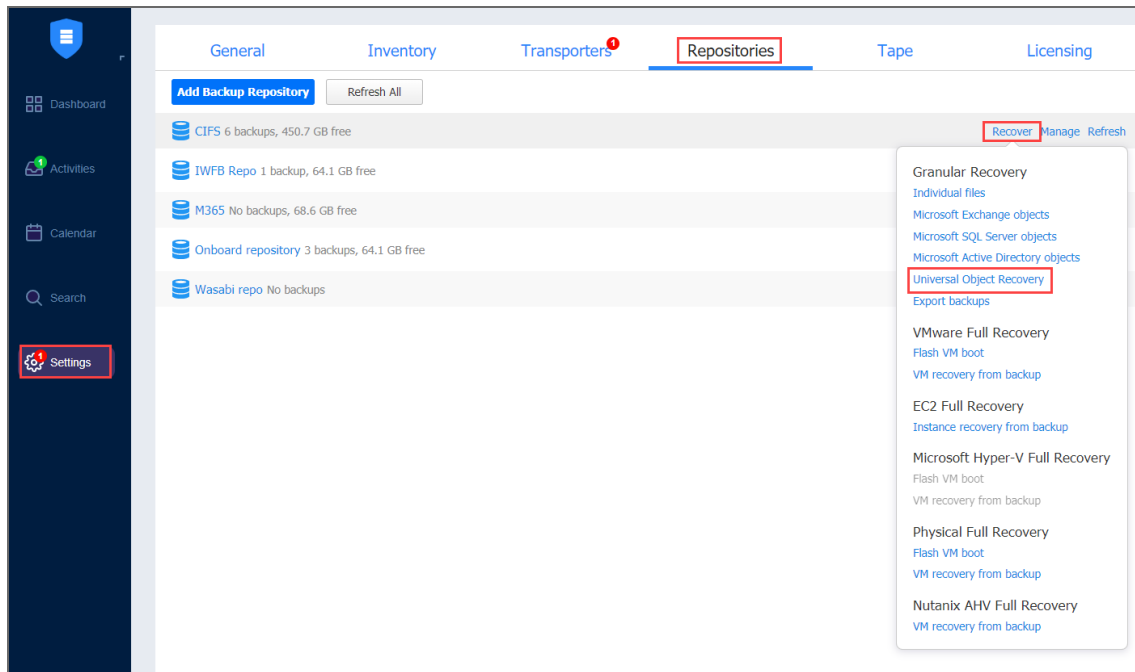 General Inventory Transporters 1 Repositories Tape Licensing
Dashboard
1 Activities
Calendar
Search
1 Settings
Add Backup Repository Refresh All
CIFS 6 backups, 450.7 GB free Recover Manage Refresh
IWFB Repo 1 backup, 64.1 GB free
M365 No backups, 68.6 GB free
Onboard repository 3 backups, 64.1 GB free
Wasabi repo No backups
Granular Recovery
Individual files
Microsoft Exchange objects
Microsoft SQL Server objects
Microsoft Active Directory objects
Universal Object Recovery
Export backups
VMware Full Recovery
Flash VM boot
VM recovery from backup
EC2 Full Recovery
Instance recovery from backup
Microsoft Hyper-V Full Recovery
Flash VM boot
VM recovery from backup
Physical Full Recovery
Flash VM boot
VM recovery from backup
Nutanix AHV Full Recovery
VM recovery from backup